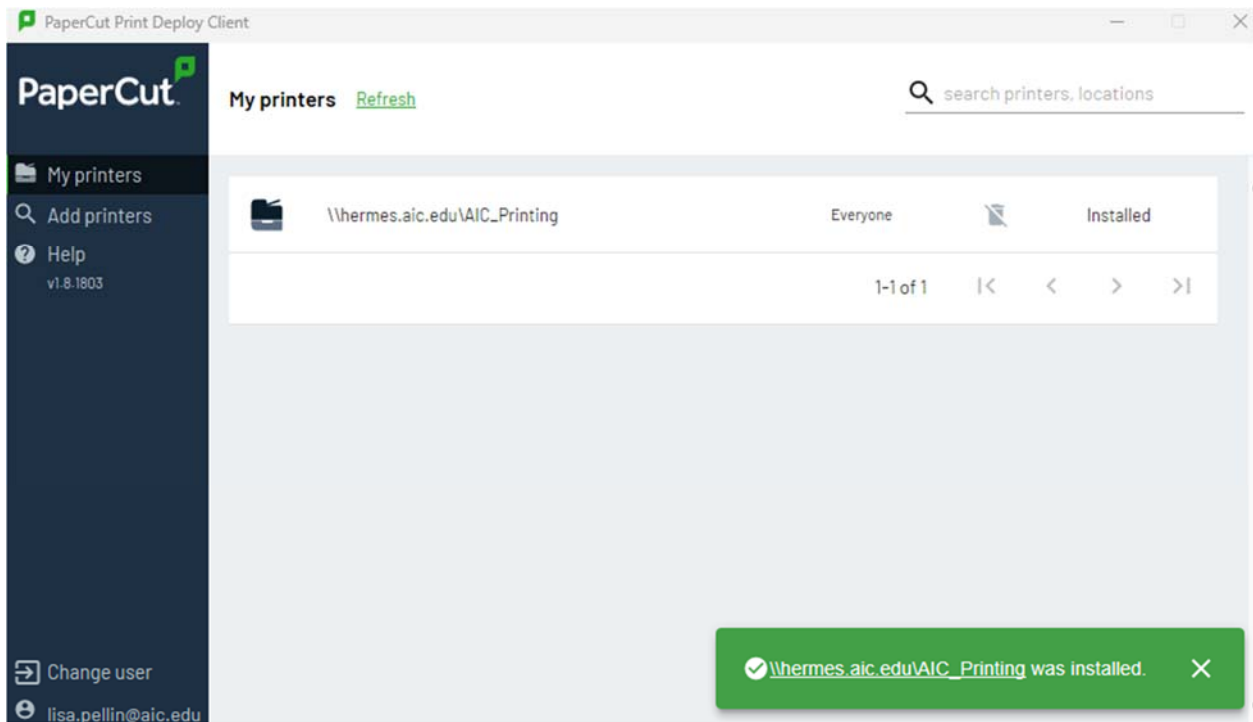 PaperCut Print Deploy Client
PaperCut
My printers Refresh
search printers, locations
My printers
Add printers
Help
v1.8.1803
\\hermes.aic.edu\AIC_Printing Everyone Installed
1-1 of 1
\\hermes.aic.edu\AIC_Printing was installed.
Change user
lisa.pellin@aic.edu